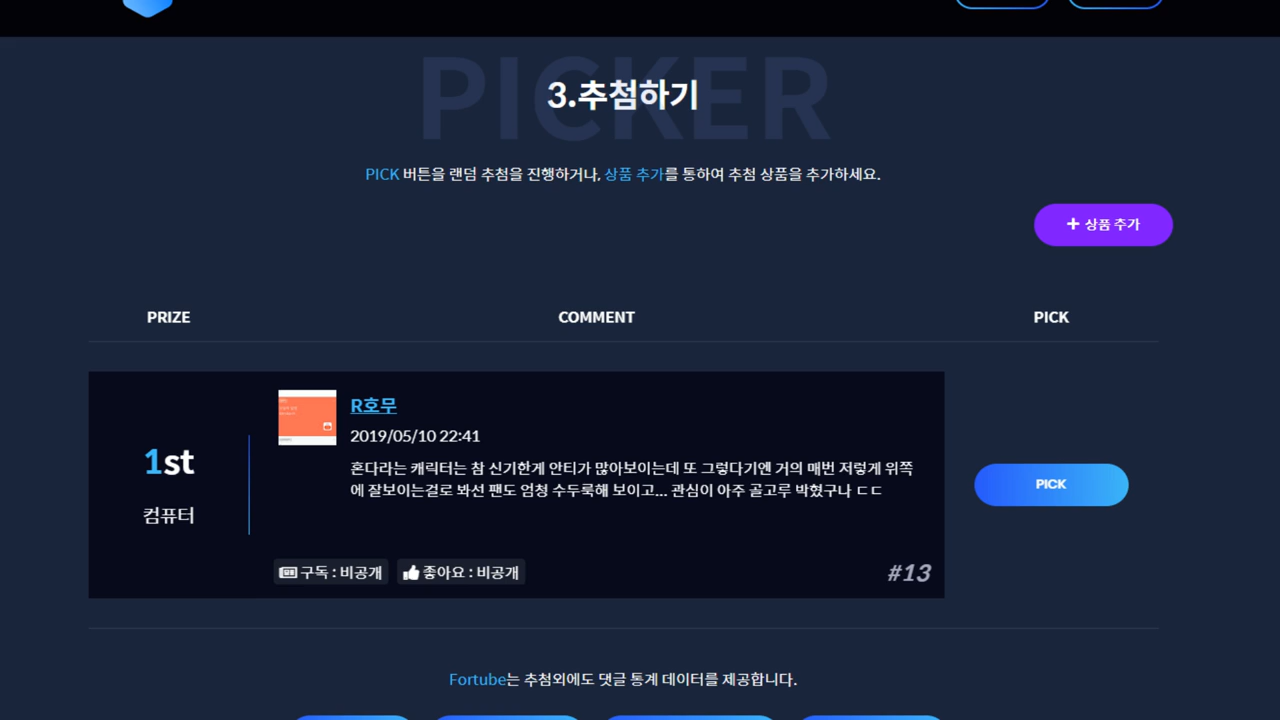 PICKER
3.추첨하기
PICK 버튼을 랜덤 추첨을 진행하거나, 상품 추가를 통하여 추첨 상품을 추가하세요.
+ 상품 추가
PRIZE COMMENT PICK
R호무
2019/05/10 22:41
1st
컴퓨터
혼다라는 캐릭터는 참 신기한게 안티가 많아보이는데 또 그렇다기엔 거의 매번 저렇게 위쪽
에 잘보이는걸로 봐선 팬도 엄청 수두룩해 보이고... 관심이 아주 골고루 박혔구나 ㄷㄷ
PICK
구독 : 비공개 좋아요 : 비공개
#13
Fortube는 추첨외에도 댓글 통계 데이터를 제공합니다.